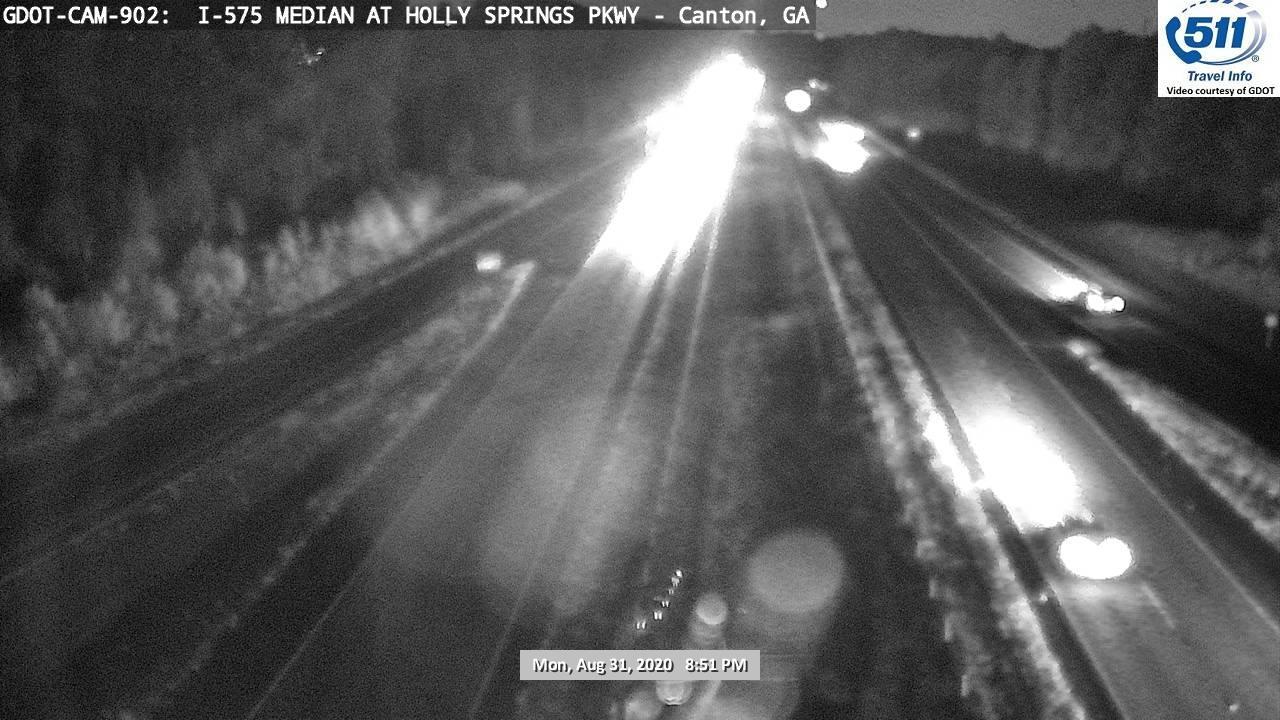 GDOT-CAM-902: I-575 MEDIAN AT HOLLY SPRINGS PKWY - Canton, GA
511
®
Travel Info
Video courtesy of GDOT
Mon, Aug 31, 2020 8:51 PM